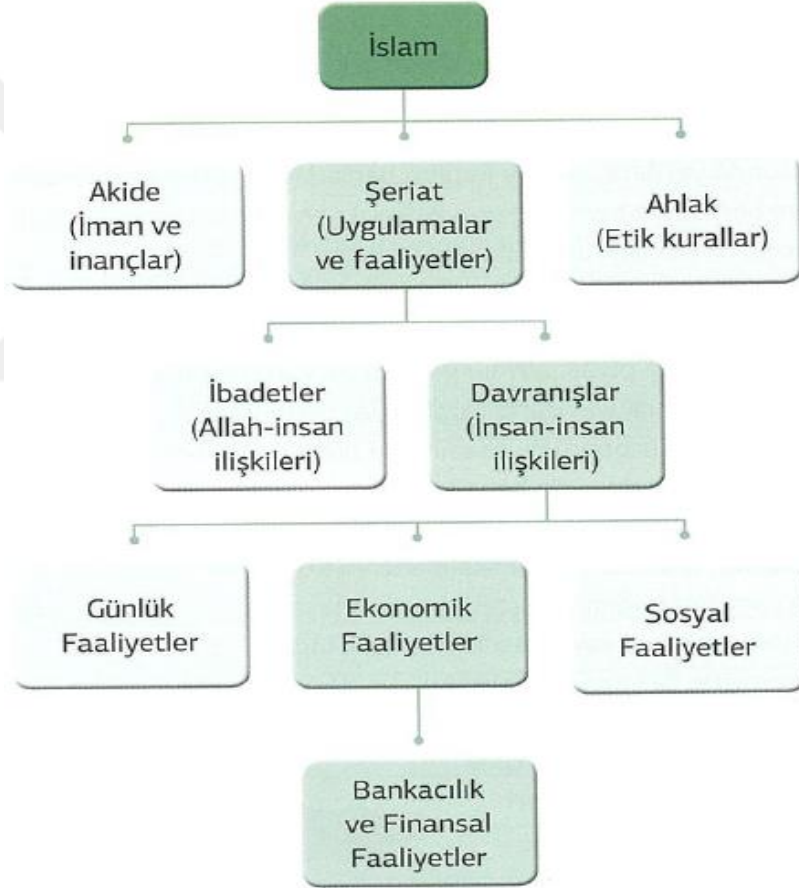 İslam
Akide
(İman ve
inançlar)
Şeriat
(Uygulamalar
ve faaliyetler)
Ahlak
(Etik kurallar)
İbadetler
(Allah-insan
ilişkileri)
Davranışlar
(İnsan-insan
ilişkileri)
Günlük
Faaliyetler
Ekonomik
Faaliyetler
Sosyal
Faaliyetler
Bankacılık
ve Finansal
Faaliyetler